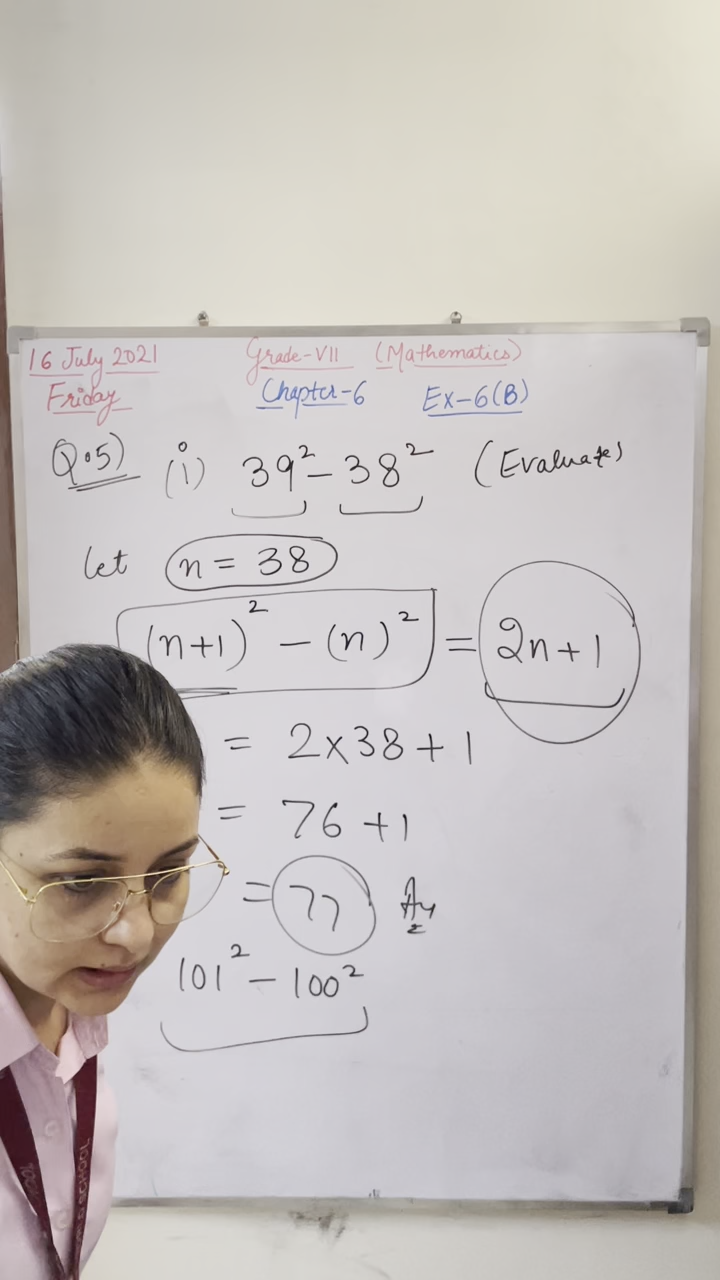 16 July 2021 Grade-VII (Mathematics)
Friday Chapter-6 Ex-6(B)
Q.5) (i) 39² - 38² (Evaluate)
let n = 38
(n+1)² - (n)² = 2n+1
= 2x38+1
= 76+1
= 77 Ans
101² - 100²
SCHOOL